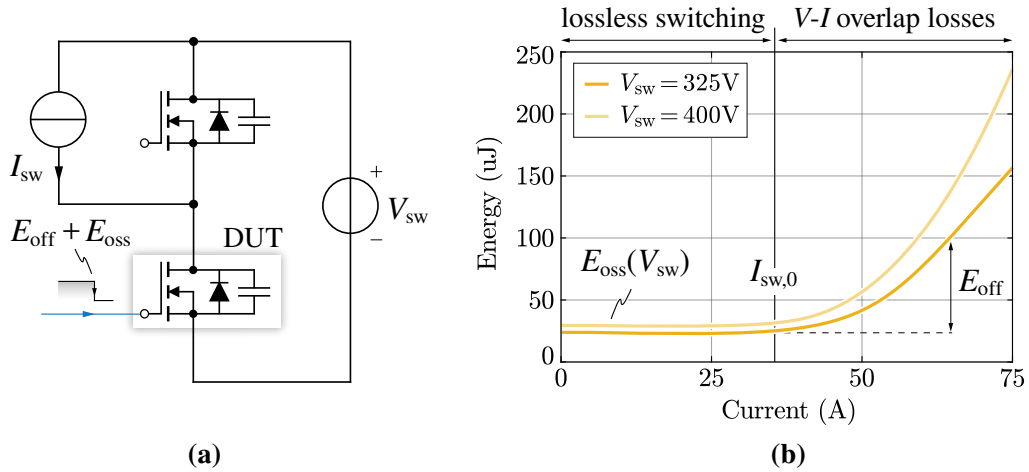 I_sw
E_off + E_oss
DUT
+
V_sw
−
(a)
lossless switching
V-I overlap losses
Energy (uJ)
250
200
150
100
50
0
V_sw = 325V
V_sw = 400V
E_oss(V_sw)
I_sw,0
E_off
0
25
50
75
Current (A)
(b)